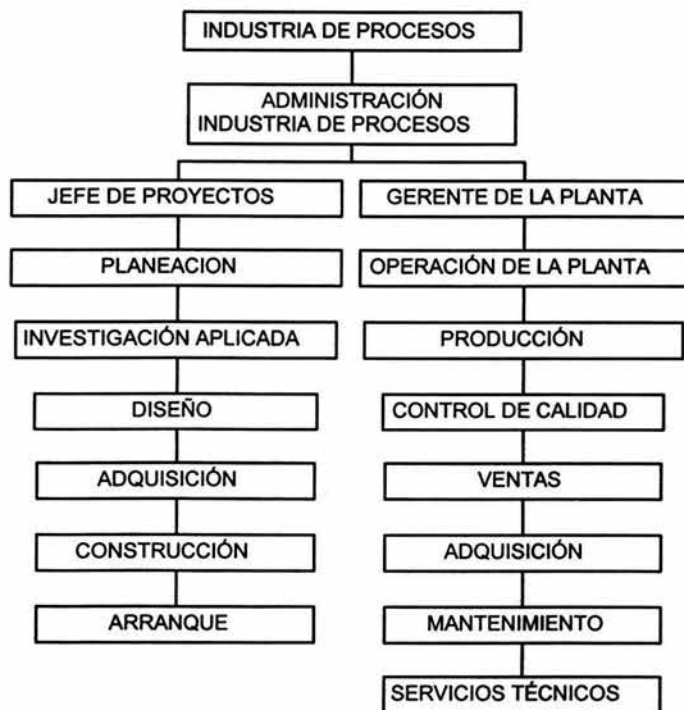 INDUSTRIA DE PROCESOS
ADMINISTRACIÓN
INDUSTRIA DE PROCESOS
JEFE DE PROYECTOS
PLANEACION
INVESTIGACIÓN APLICADA
DISEÑO
ADQUISICIÓN
CONSTRUCCIÓN
ARRANQUE
GERENTE DE LA PLANTA
OPERACIÓN DE LA PLANTA
PRODUCCIÓN
CONTROL DE CALIDAD
VENTAS
ADQUISICIÓN
MANTENIMIENTO
SERVICIOS TÉCNICOS